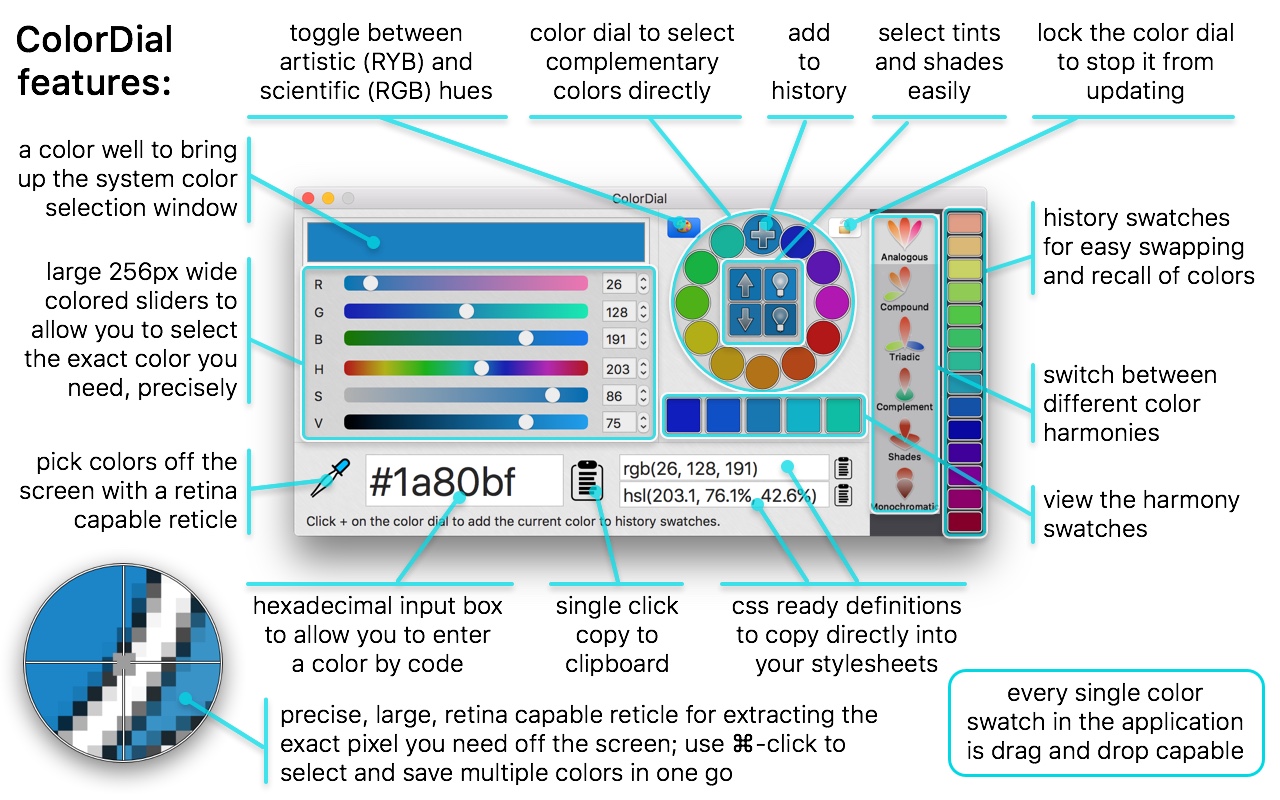 ColorDial
features:
toggle between
artistic (RYB) and
scientific (RGB) hues
color dial to select
complementary
colors directly
add
to
history
select tints
and shades
easily
lock the color dial
to stop it from
updating
a color well to bring
up the system color
selection window
large 256px wide
colored sliders to
allow you to select
the exact color you
need, precisely
pick colors off the
screen with a retina
capable reticle
ColorDial
R 26
G 128
B 191
H 203
S 86
V 75
#1a80bf
rgb(26, 128, 191)
hsl(203.1, 76.1%, 42.6%)
Click + on the color dial to add the current color to history swatches.
Analogous
Compound
Triadic
Complement
Shades
Monochromatic
history swatches
for easy swapping
and recall of colors
switch between
different color
harmonies
view the harmony
swatches
hexadecimal input box
to allow you to enter
a color by code
single click
copy to
clipboard
css ready definitions
to copy directly into
your stylesheets
precise, large, retina capable reticle for extracting the
exact pixel you need off the screen; use ⌘-click to
select and save multiple colors in one go
every single color
swatch in the application
is drag and drop capable